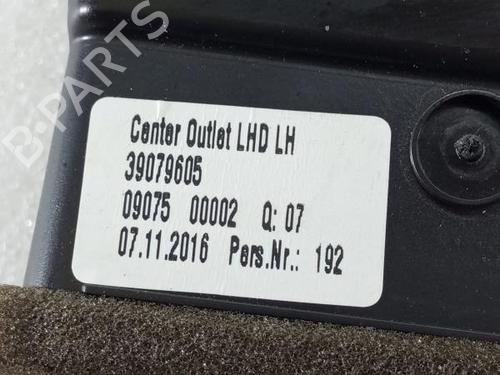 B-PARTS
Center Outlet LHD LH
39079605
09075 00002 Q: 07
07.11.2016 Pers.Nr.: 192